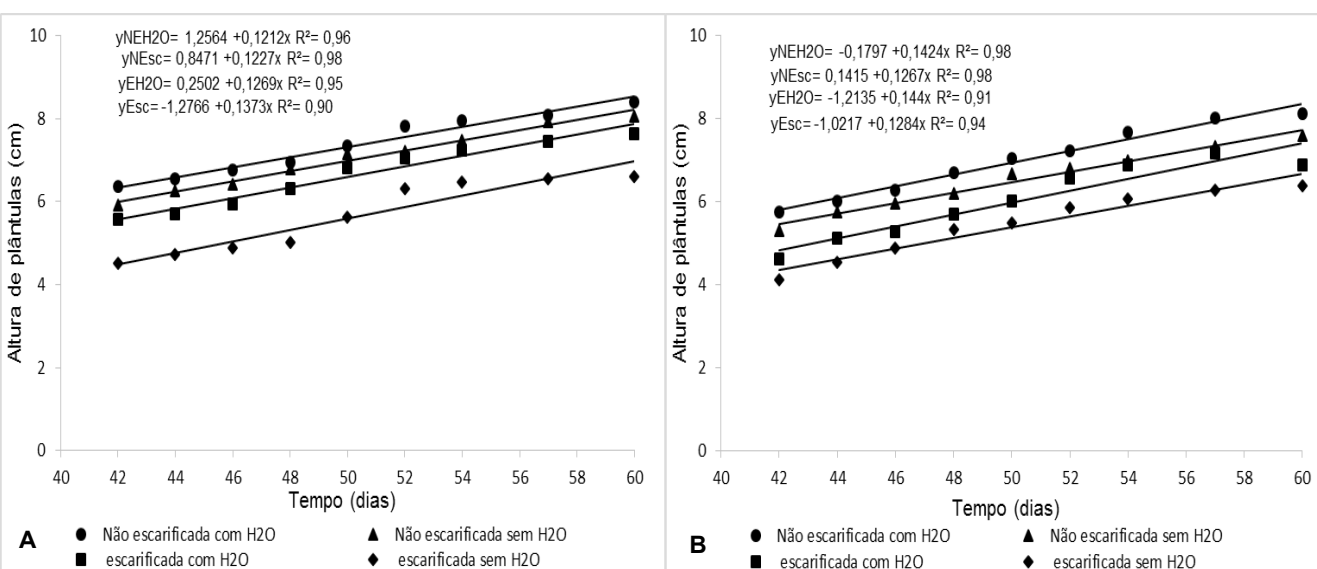 yNEH2O= 1,2564 +0,1212x R²= 0,96
yNEsc= 0,8471 +0,1227x R²= 0,98
yEH2O= 0,2502 +0,1269x R²= 0,95
yEsc= -1,2766 +0,1373x R²= 0,90
Altura de plântulas (cm)
10
8
6
4
2
0
40 42 44 46 48 50 52 54 56 58 60
Tempo (dias)
Não escarificada com H2O Não escarificada sem H2O
escarificada com H2O escarificada sem H2O
A
yNEH2O= -0,1797 +0,1424x R²= 0,98
yNEsc= 0,1415 +0,1267x R²= 0,98
yEH2O= -1,2135 +0,144x R²= 0,91
yEsc= -1,0217 +0,1284x R²= 0,94
Altura de plântulas (cm)
10
8
6
4
2
0
40 42 44 46 48 50 52 54 56 58 60
Tempo (dias)
Não escarificada com H2O Não escarificada sem H2O
escarificada com H2O escarificada sem H2O
B